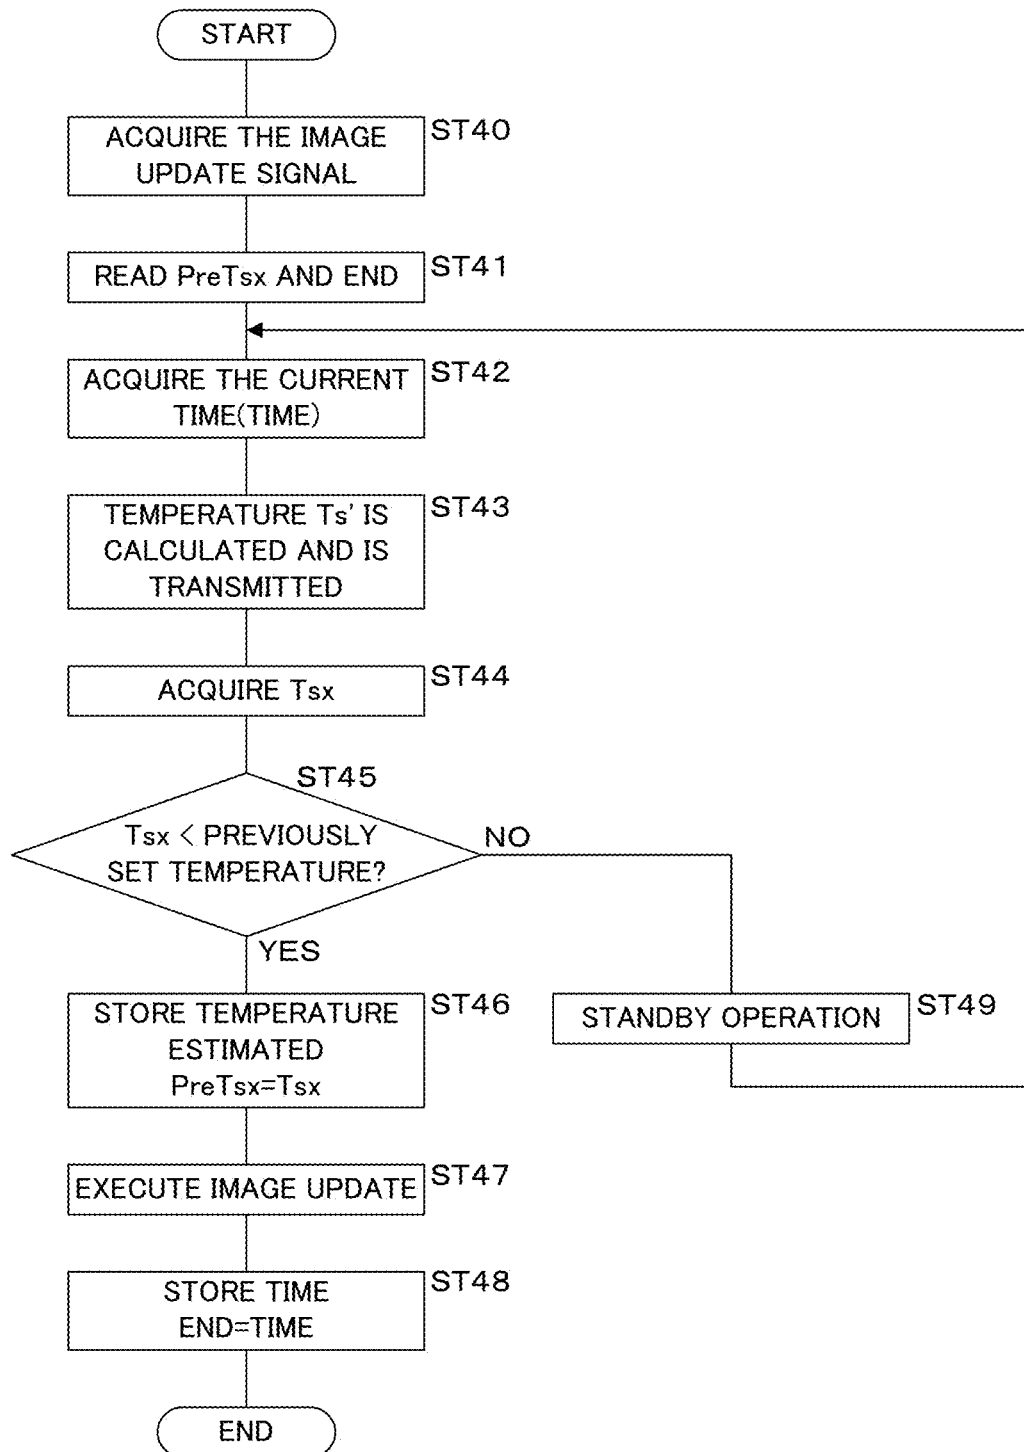 START
ACQUIRE THE IMAGE
UPDATE SIGNAL
ST40
READ PreTsx AND END
ST41
ACQUIRE THE CURRENT
TIME(TIME)
ST42
TEMPERATURE Ts' IS
CALCULATED AND IS
TRANSMITTED
ST43
ACQUIRE Tsx
ST44
ST45
Tsx < PREVIOUSLY
SET TEMPERATURE?
NO
YES
STORE TEMPERATURE
ESTIMATED
PreTsx=Tsx
ST46
STANDBY OPERATION
ST49
EXECUTE IMAGE UPDATE
ST47
STORE TIME
END=TIME
ST48
END